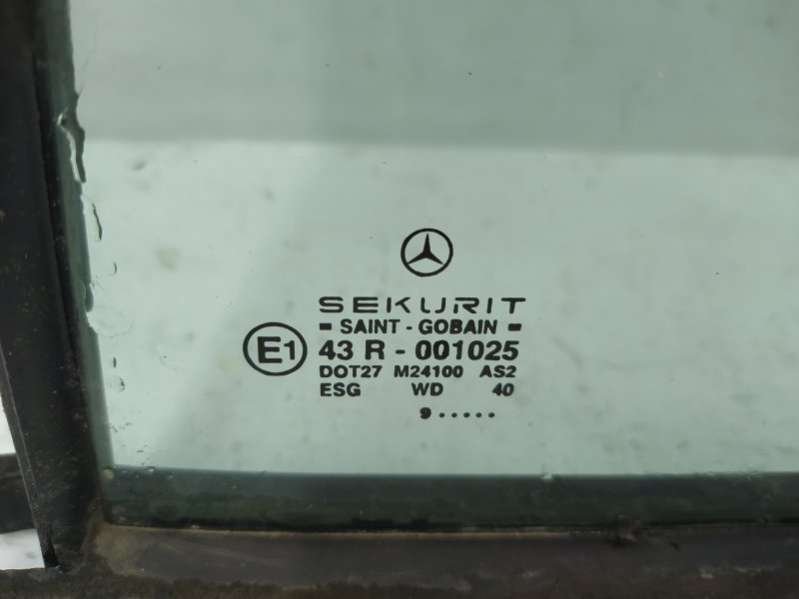 SEKURIT
SAINT - GOBAIN
E1 43 R - 001025
DOT27 M24100 AS2
ESG WD 40
9.....